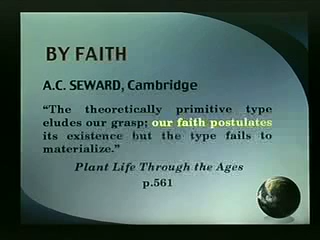 BY FAITH
A.C. SEWARD, Cambridge
“The theoretically primitive type
eludes our grasp; our faith postulates
its existence but the type fails to
materialize.”
Plant Life Through the Ages
p.561